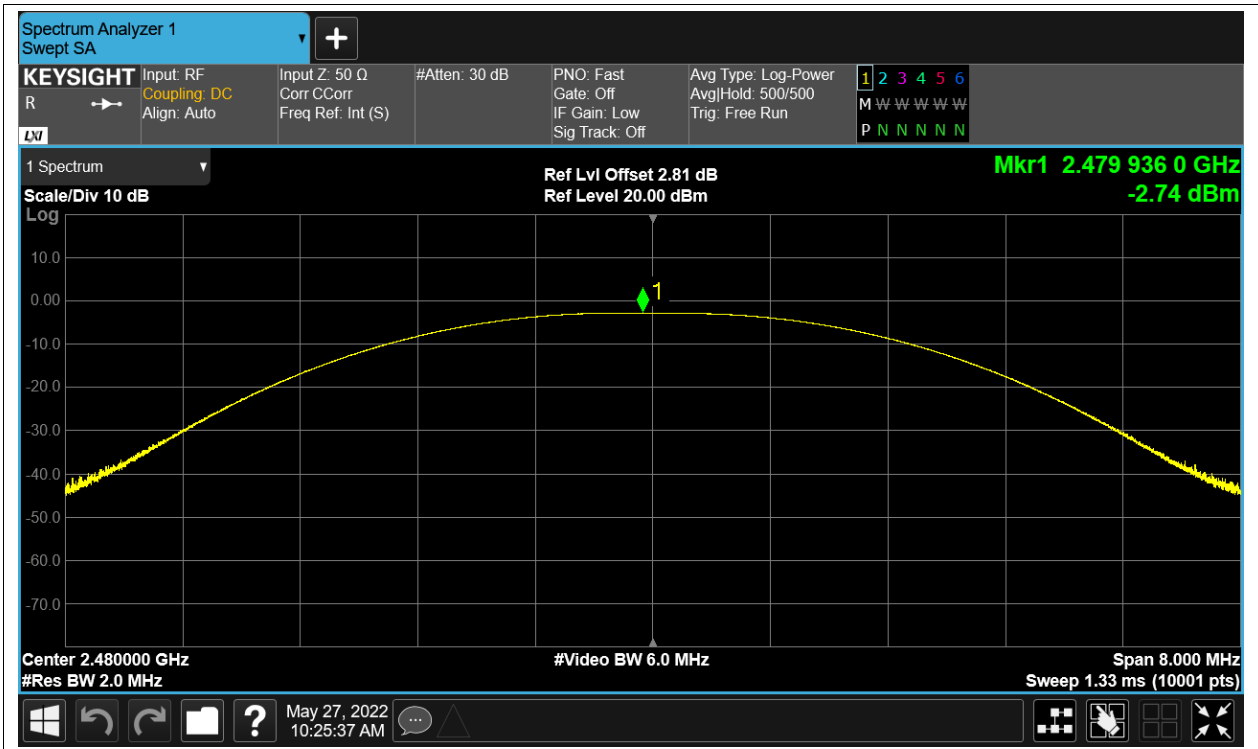 Spectrum Analyzer 1
Swept SA
KEYSIGHT
R
LXI
Input: RF
Coupling: DC
Align: Auto
Input Z: 50 Ω
Corr CCorr
Freq Ref: Int (S)
#Atten: 30 dB
PNO: Fast
Gate: Off
IF Gain: Low
Sig Track: Off
Avg Type: Log-Power
Avg|Hold: 500/500
Trig: Free Run
1 2 3 4 5 6
M W W W W W
P N N N N N
1 Spectrum
Scale/Div 10 dB
Log
Ref Lvl Offset 2.81 dB
Ref Level 20.00 dBm
Mkr1 2.479 936 0 GHz
-2.74 dBm
10.0
0.00
-10.0
-20.0
-30.0
-40.0
-50.0
-60.0
-70.0
1
Center 2.480000 GHz
#Res BW 2.0 MHz
#Video BW 6.0 MHz
Span 8.000 MHz
Sweep 1.33 ms (10001 pts)
?
May 27, 2022
10:25:37 AM